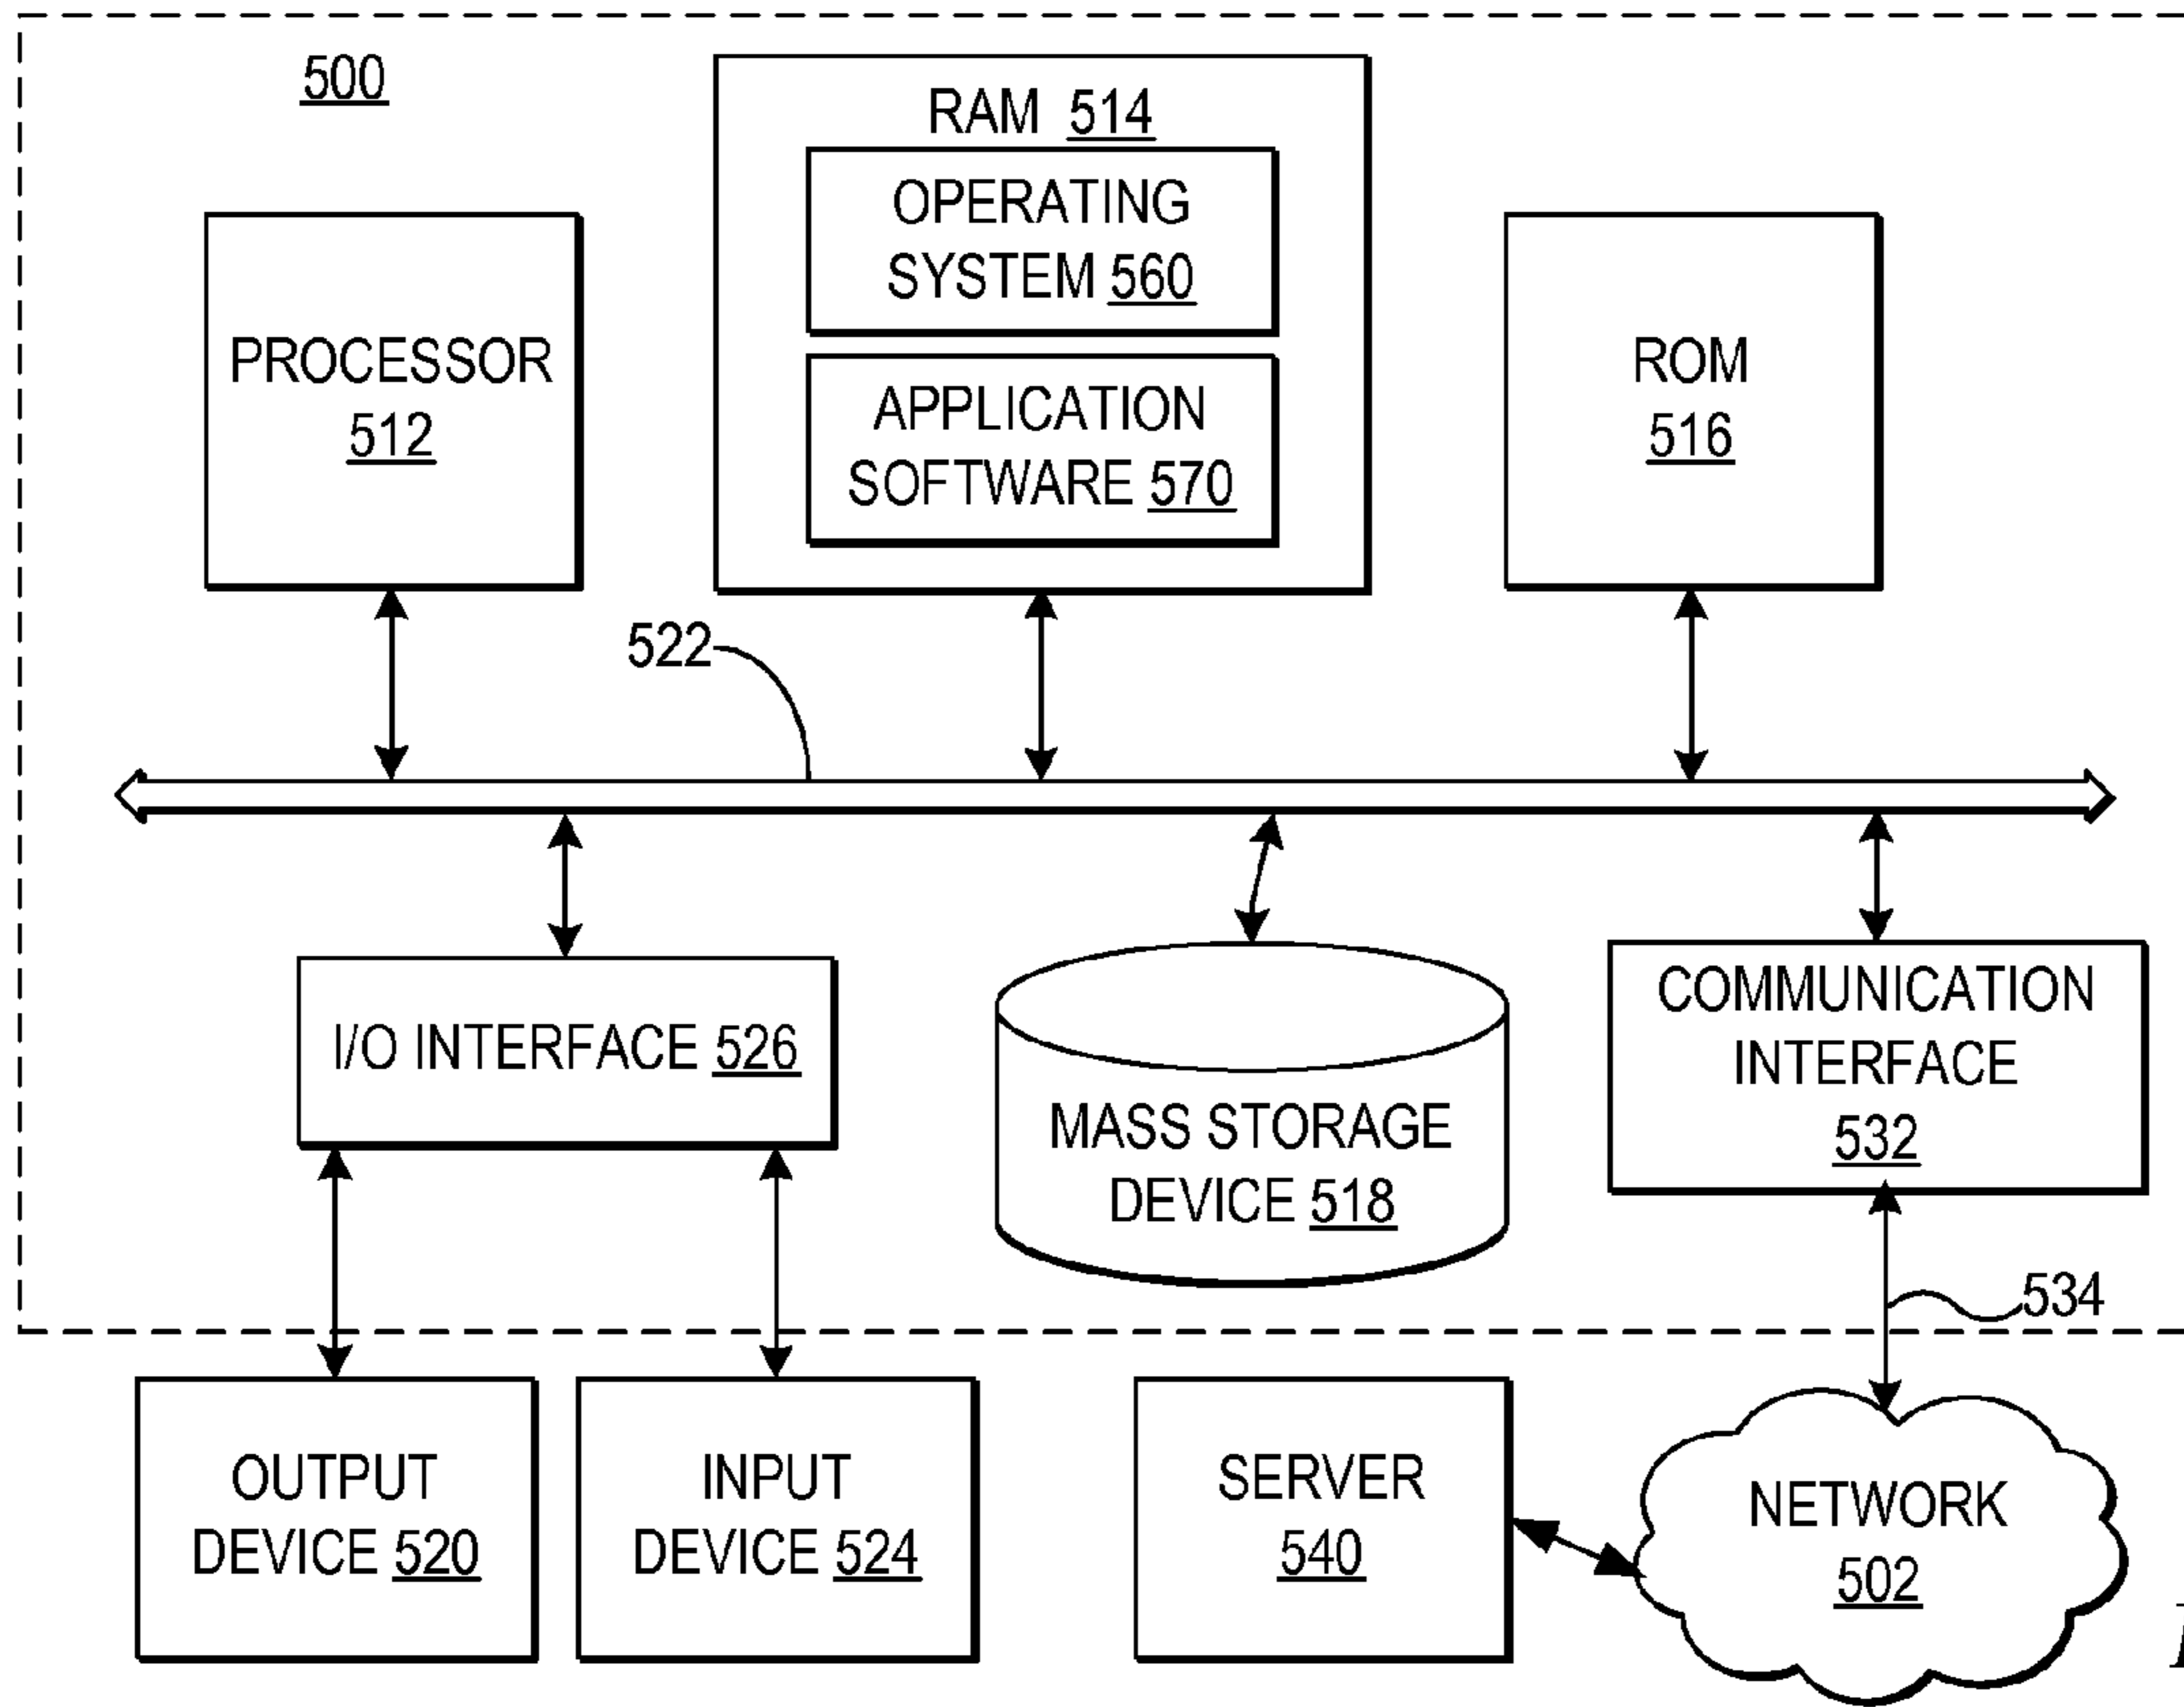 500
RAM 514
OPERATING
SYSTEM 560
APPLICATION
SOFTWARE 570
PROCESSOR
512
ROM
516
522
I/O INTERFACE 526
MASS STORAGE
DEVICE 518
COMMUNICATION
INTERFACE
532
534
OUTPUT
DEVICE 520
INPUT
DEVICE 524
SERVER
540
NETWORK
502